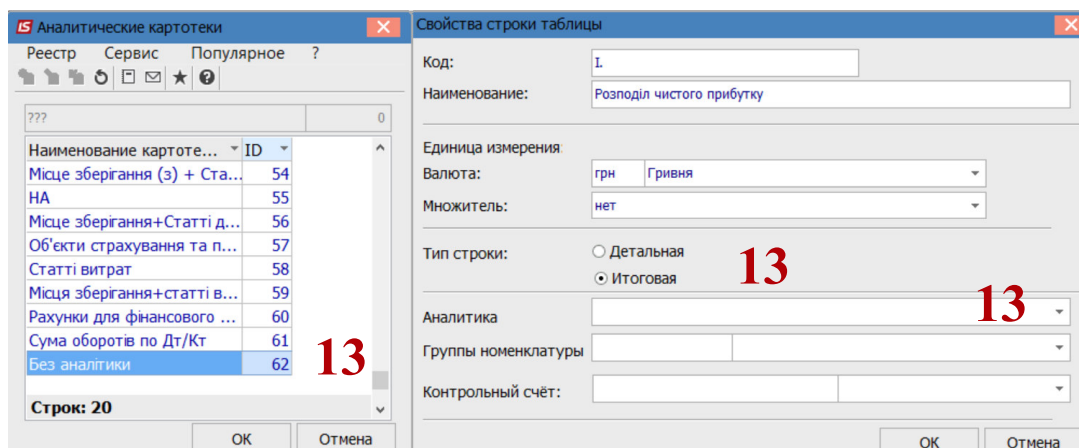 Аналитические картотеки
Реестр Сервис Популярное ?
??? 0
Наименование картоте... ID
Місце зберігання (з) + Ста... 54
НА 55
Місце зберігання+Статті д... 56
Об'єкти страхування та п... 57
Статті витрат 58
Місця зберігання+статті в... 59
Рахунки для фінансового ... 60
Сума оборотів по Дт/Кт 61
Без аналітики 62
13
Строк: 20
OK Отмена
Свойства строки таблицы
Код: І.
Наименование: Розподіл чистого прибутку
Единица измерения:
Валюта: грн Гривня
Множитель: нет
Тип строки: Детальная
Итоговая
13
Аналитика
13
Группы номенклатуры
Контрольный счёт:
OK Отмена